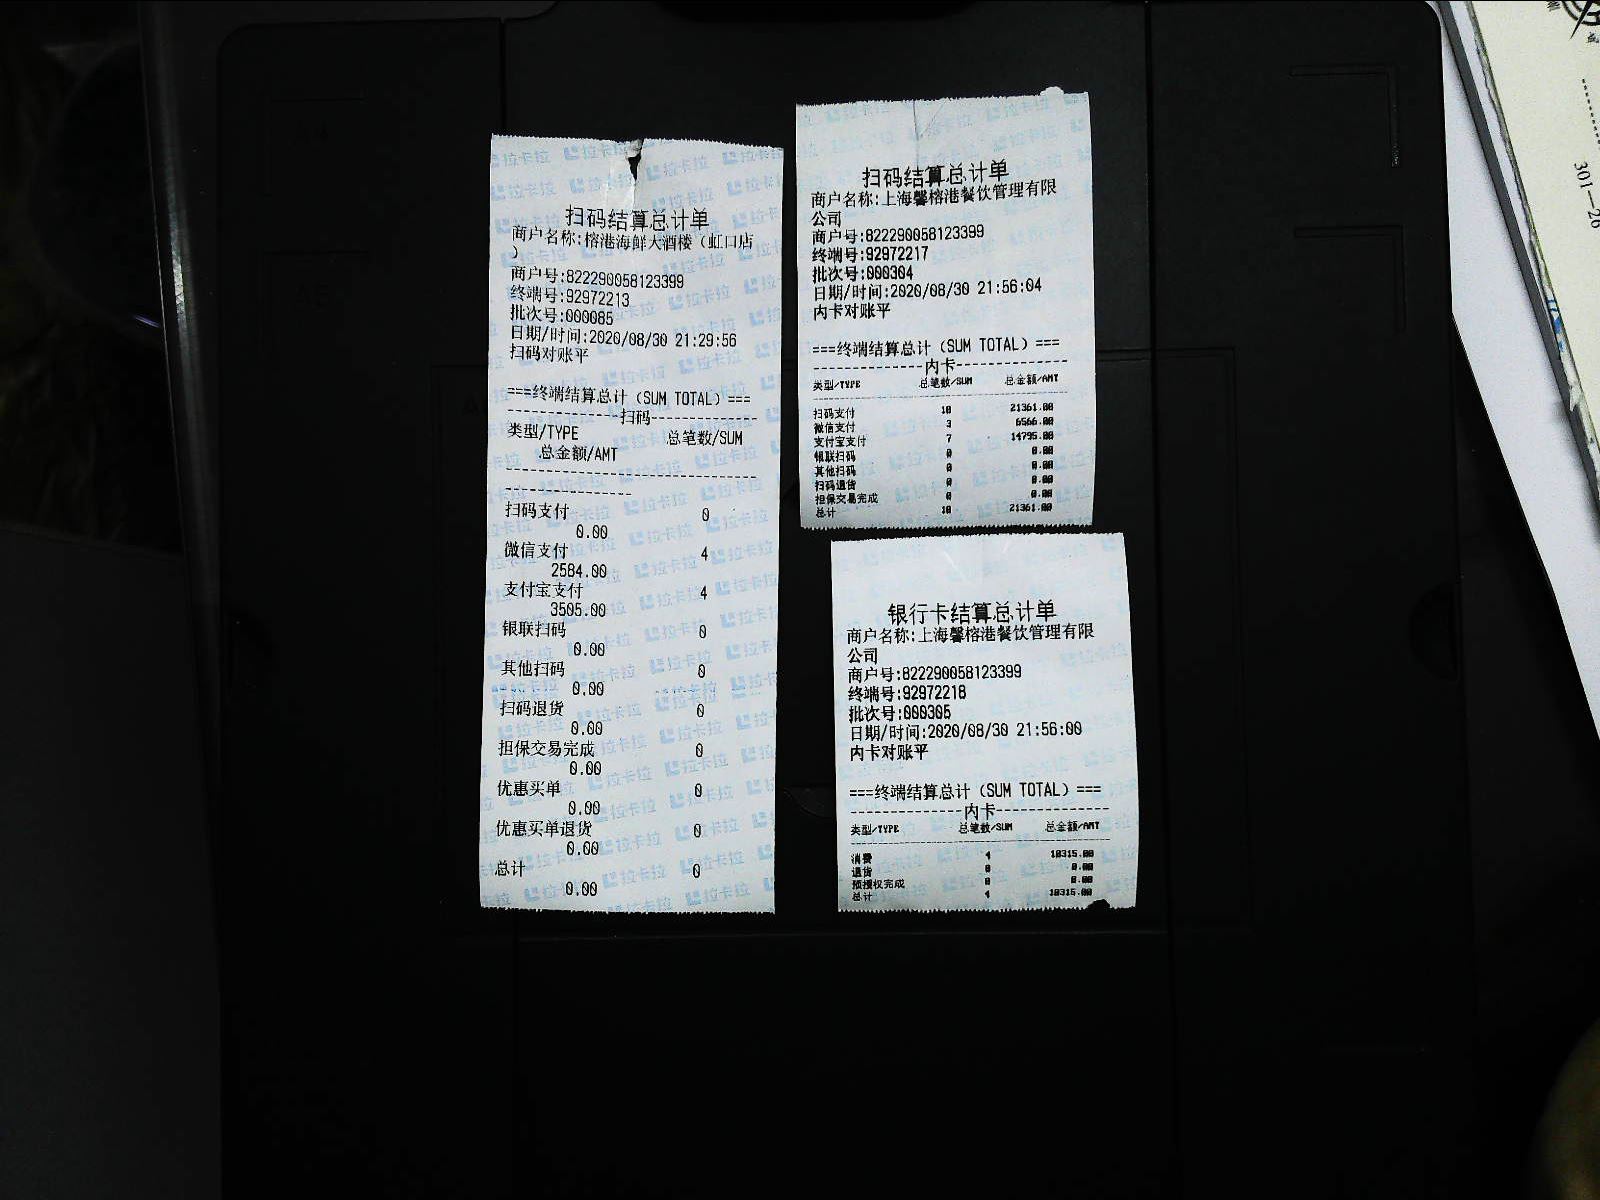 扫码结算总计单
商户名称:榕港海鲜大酒楼（虹口店
）
商户号:822290058123399
终端号:92972213
批次号:000085
日期/时间:2020/08/30 21:29:56
扫码对账平
===终端结算总计（SUM TOTAL）===
--------------扫码--------------
类型/TYPE 总笔数/SUM
总金额/AMT
扫码支付 0
0.00
微信支付 4
2584.00
支付宝支付 4
3505.00
银联扫码 0
0.00
其他扫码 0
0.00
扫码退货 0
0.00
担保交易完成 0
0.00
优惠买单 0
0.00
优惠买单退货 0
0.00
总计 0
0.00
扫码结算总计单
商户名称:上海馨榕港餐饮管理有限
公司
商户号:822290058123399
终端号:92972217
批次号:000304
日期/时间:2020/08/30 21:56:04
内卡对账平
===终端结算总计（SUM TOTAL）===
--------------内卡--------------
类型/TYPE 总笔数/SUM 总金额/AMT
扫码支付 10 21361.00
微信支付 3 6566.00
支付宝支付 7 14795.00
银联扫码 0 0.00
其他扫码 0 0.00
扫码退货 0 0.00
担保交易完成 0 0.00
总计 10 21361.00
银行卡结算总计单
商户名称:上海馨榕港餐饮管理有限
公司
商户号:822290058123399
终端号:92972218
批次号:000305
日期/时间:2020/08/30 21:56:00
内卡对账平
===终端结算总计（SUM TOTAL）===
--------------内卡--------------
类型/TYPE 总笔数/SUM 总金额/AMT
消费 4 10315.00
退货 0 0.00
预授权完成 0 0.00
总计 4 10315.00
拉卡拉